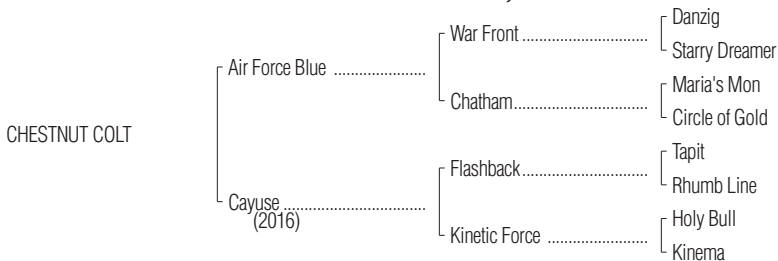 Danzig
War Front ..............................
Starry Dreamer
Air Force Blue ......................
Maria's Mon
Chatham................................
Circle of Gold
CHESTNUT COLT
Tapit
Flashback..............................
Rhumb Line
Cayuse ..................................
(2016)
Holy Bull
Kinetic Force ........................
Kinema